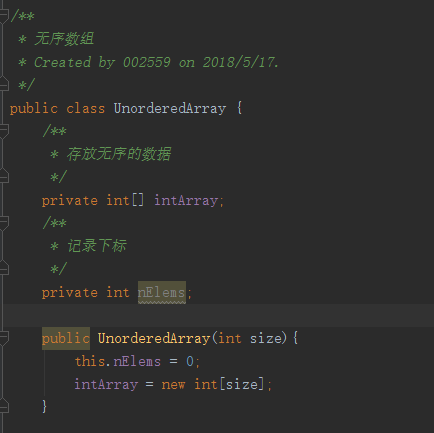 /**
 * 无序数组
 * Created by 002559 on 2018/5/17.
 */
public class UnorderedArray {
    /**
     * 存放无序的数据
     */
    private int[] intArray;
    /**
     * 记录下标
     */
    private int nElems;

    public UnorderedArray(int size){
        this.nElems = 0;
        intArray = new int[size];
    }